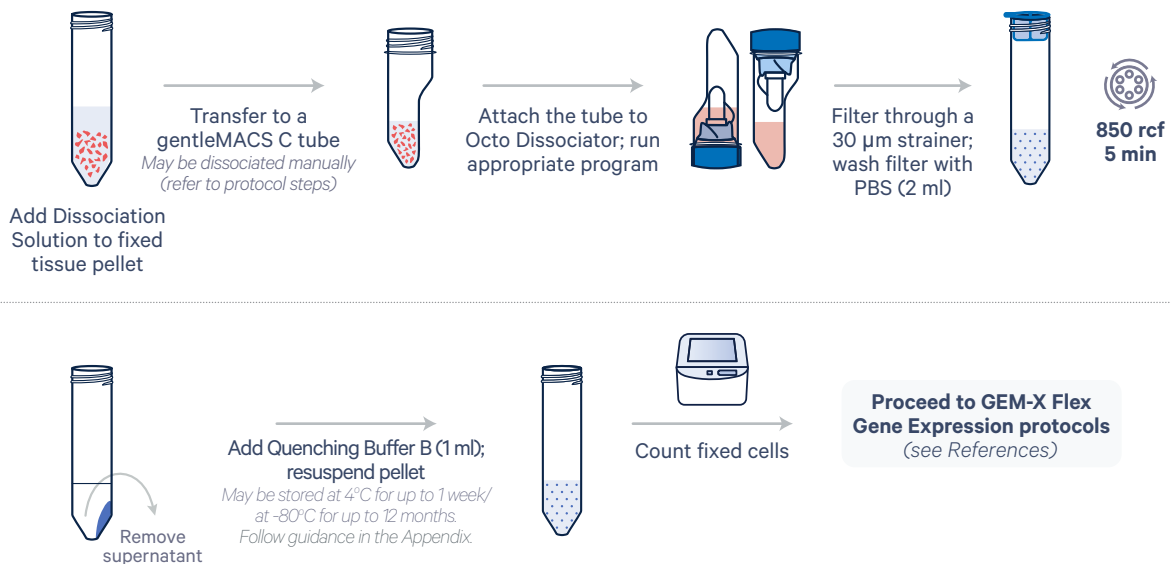 Add Dissociation
Solution to fixed
tissue pellet
Transfer to a
gentleMACS C tube
May be dissociated manually
(refer to protocol steps)
Attach the tube to
Octo Dissociator; run
appropriate program
Filter through a
30 µm strainer;
wash filter with
PBS (2 ml)
850 rcf
5 min
Remove
supernatant
Add Quenching Buffer B (1 ml);
resuspend pellet
May be stored at 4°C for up to 1 week/
at -80°C for up to 12 months.
Follow guidance in the Appendix.
Count fixed cells
Proceed to GEM-X Flex
Gene Expression protocols
(see References)